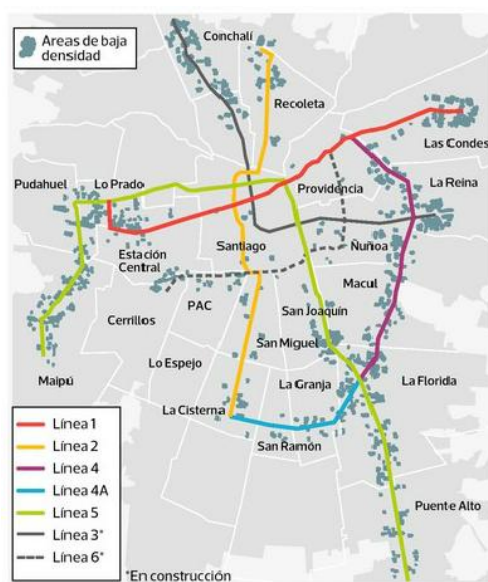 Areas de baja
densidad
Conchalí
Recoleta
Las Condes
Pudahuel
Lo Prado
Providencia
La Reina
Estación
Central
Santiago
Ñuñoa
Cerrillos
PAC
Macul
San Joaquín
San Miguel
Lo Espejo
Maipú
La Granja
La Florida
La Cisterna
San Ramón
Puente Alto
Línea 1
Línea 2
Línea 4
Línea 4A
Línea 5
Línea 3*
Línea 6*
*En construcción